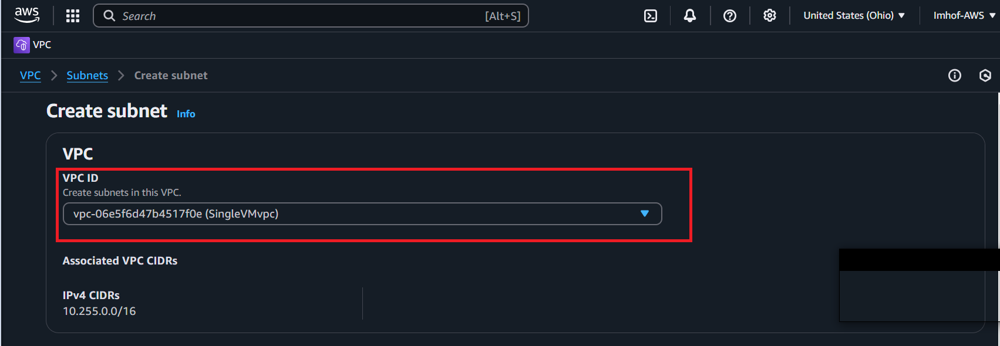 aws
Search [Alt+S]
United States (Ohio)
Imhof-AWS
VPC
VPC
Subnets
Create subnet
Create subnet Info
VPC
VPC ID
Create subnets in this VPC.
vpc-06e5f6d47b4517f0e (SingleVMvpc)
Associated VPC CIDRs
IPv4 CIDRs
10.255.0.0/16